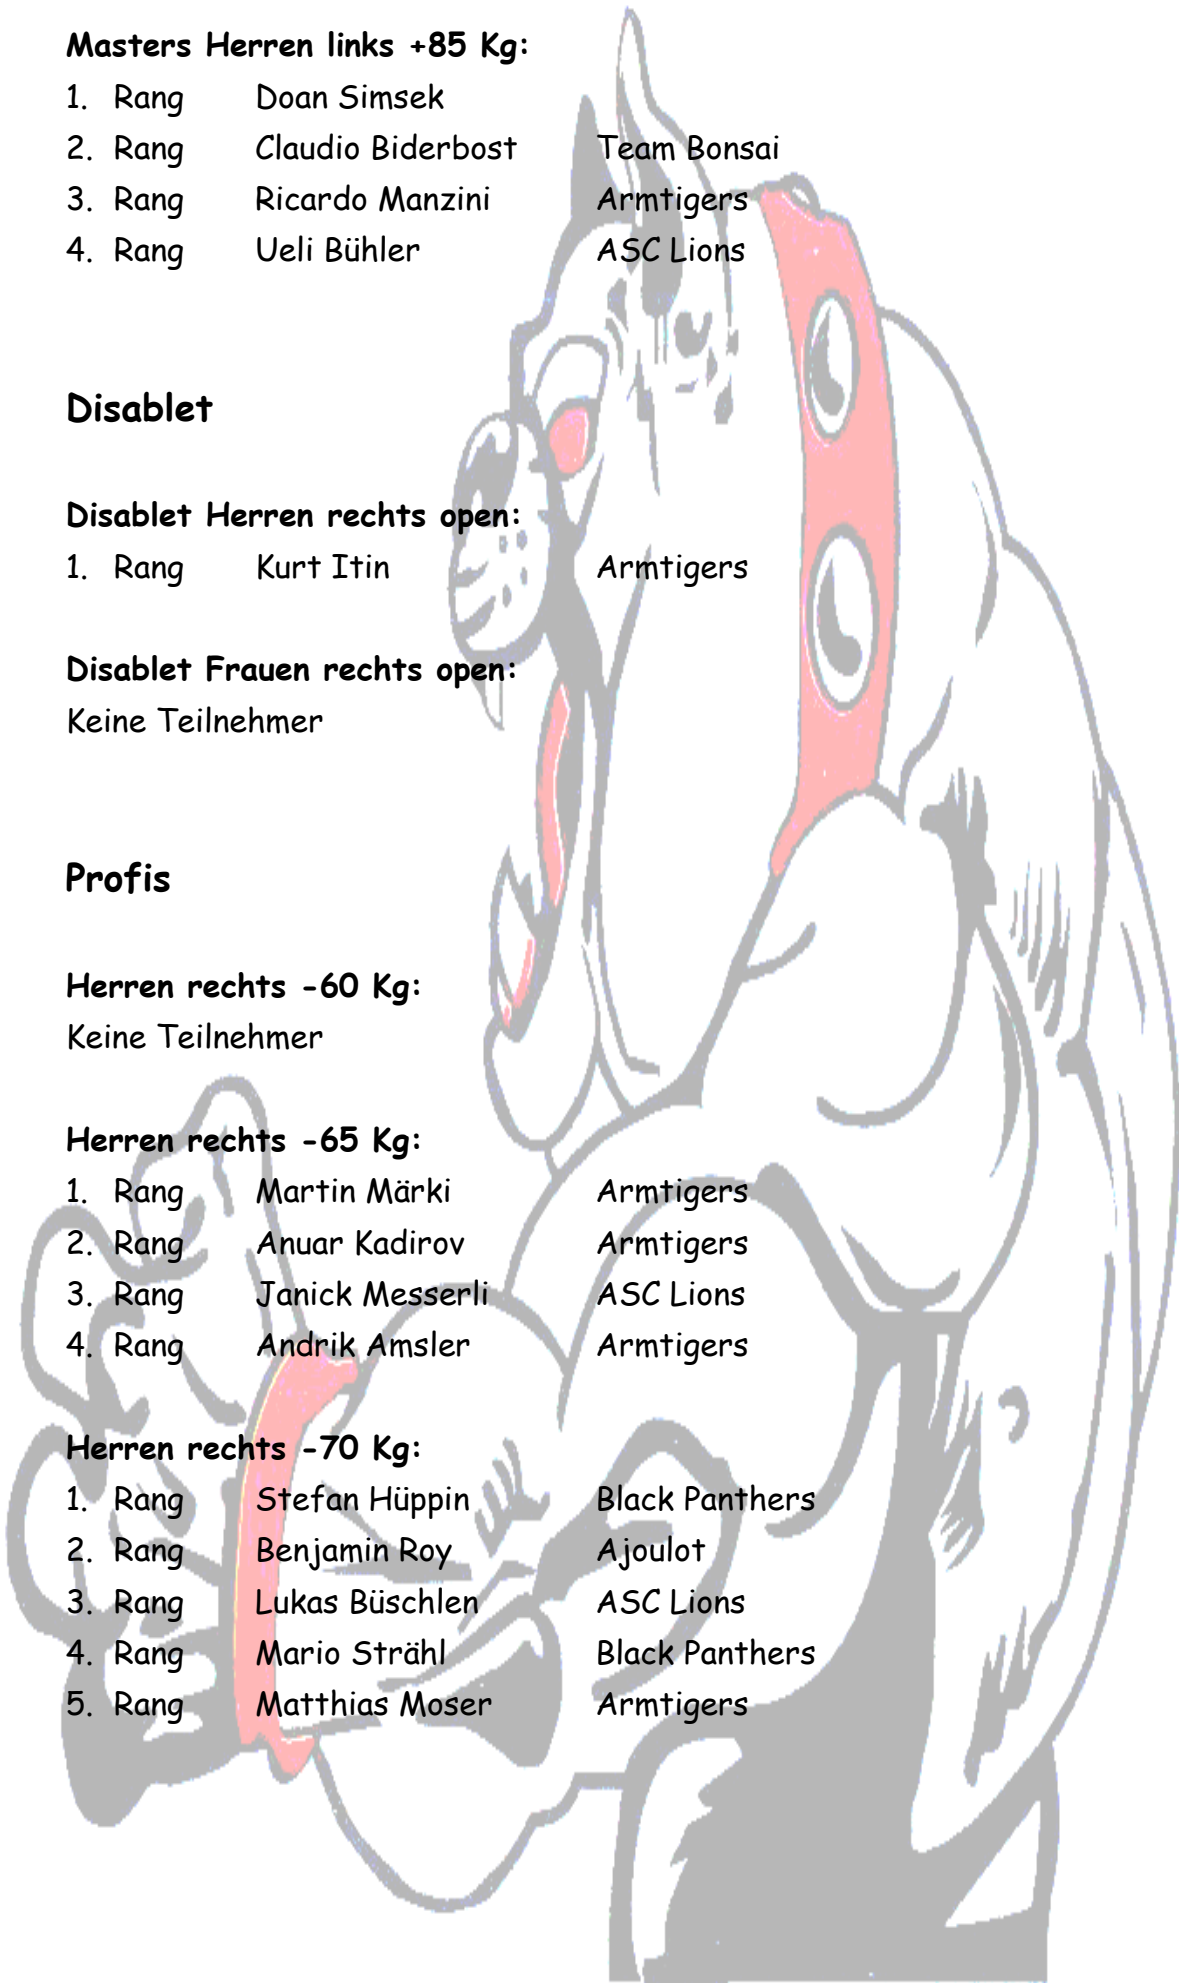 Masters Herren links +85 Kg:
1. Rang Doan Simsek
2. Rang Claudio Biderbost Team Bonsai
3. Rang Ricardo Manzini Armtigers
4. Rang Ueli Bühler ASC Lions
Disablet
Disablet Herren rechts open:
1. Rang Kurt Itin Armtigers
Disablet Frauen rechts open:
Keine Teilnehmer
Profis
Herren rechts -60 Kg:
Keine Teilnehmer
Herren rechts -65 Kg:
1. Rang Martin Märki Armtigers
2. Rang Anuar Kadirov Armtigers
3. Rang Janick Messerli ASC Lions
4. Rang Andrik Amsler Armtigers
Herren rechts -70 Kg:
1. Rang Stefan Hüppin Black Panthers
2. Rang Benjamin Roy Ajoulot
3. Rang Lukas Büschlen ASC Lions
4. Rang Mario Strähl Black Panthers
5. Rang Matthias Moser Armtigers